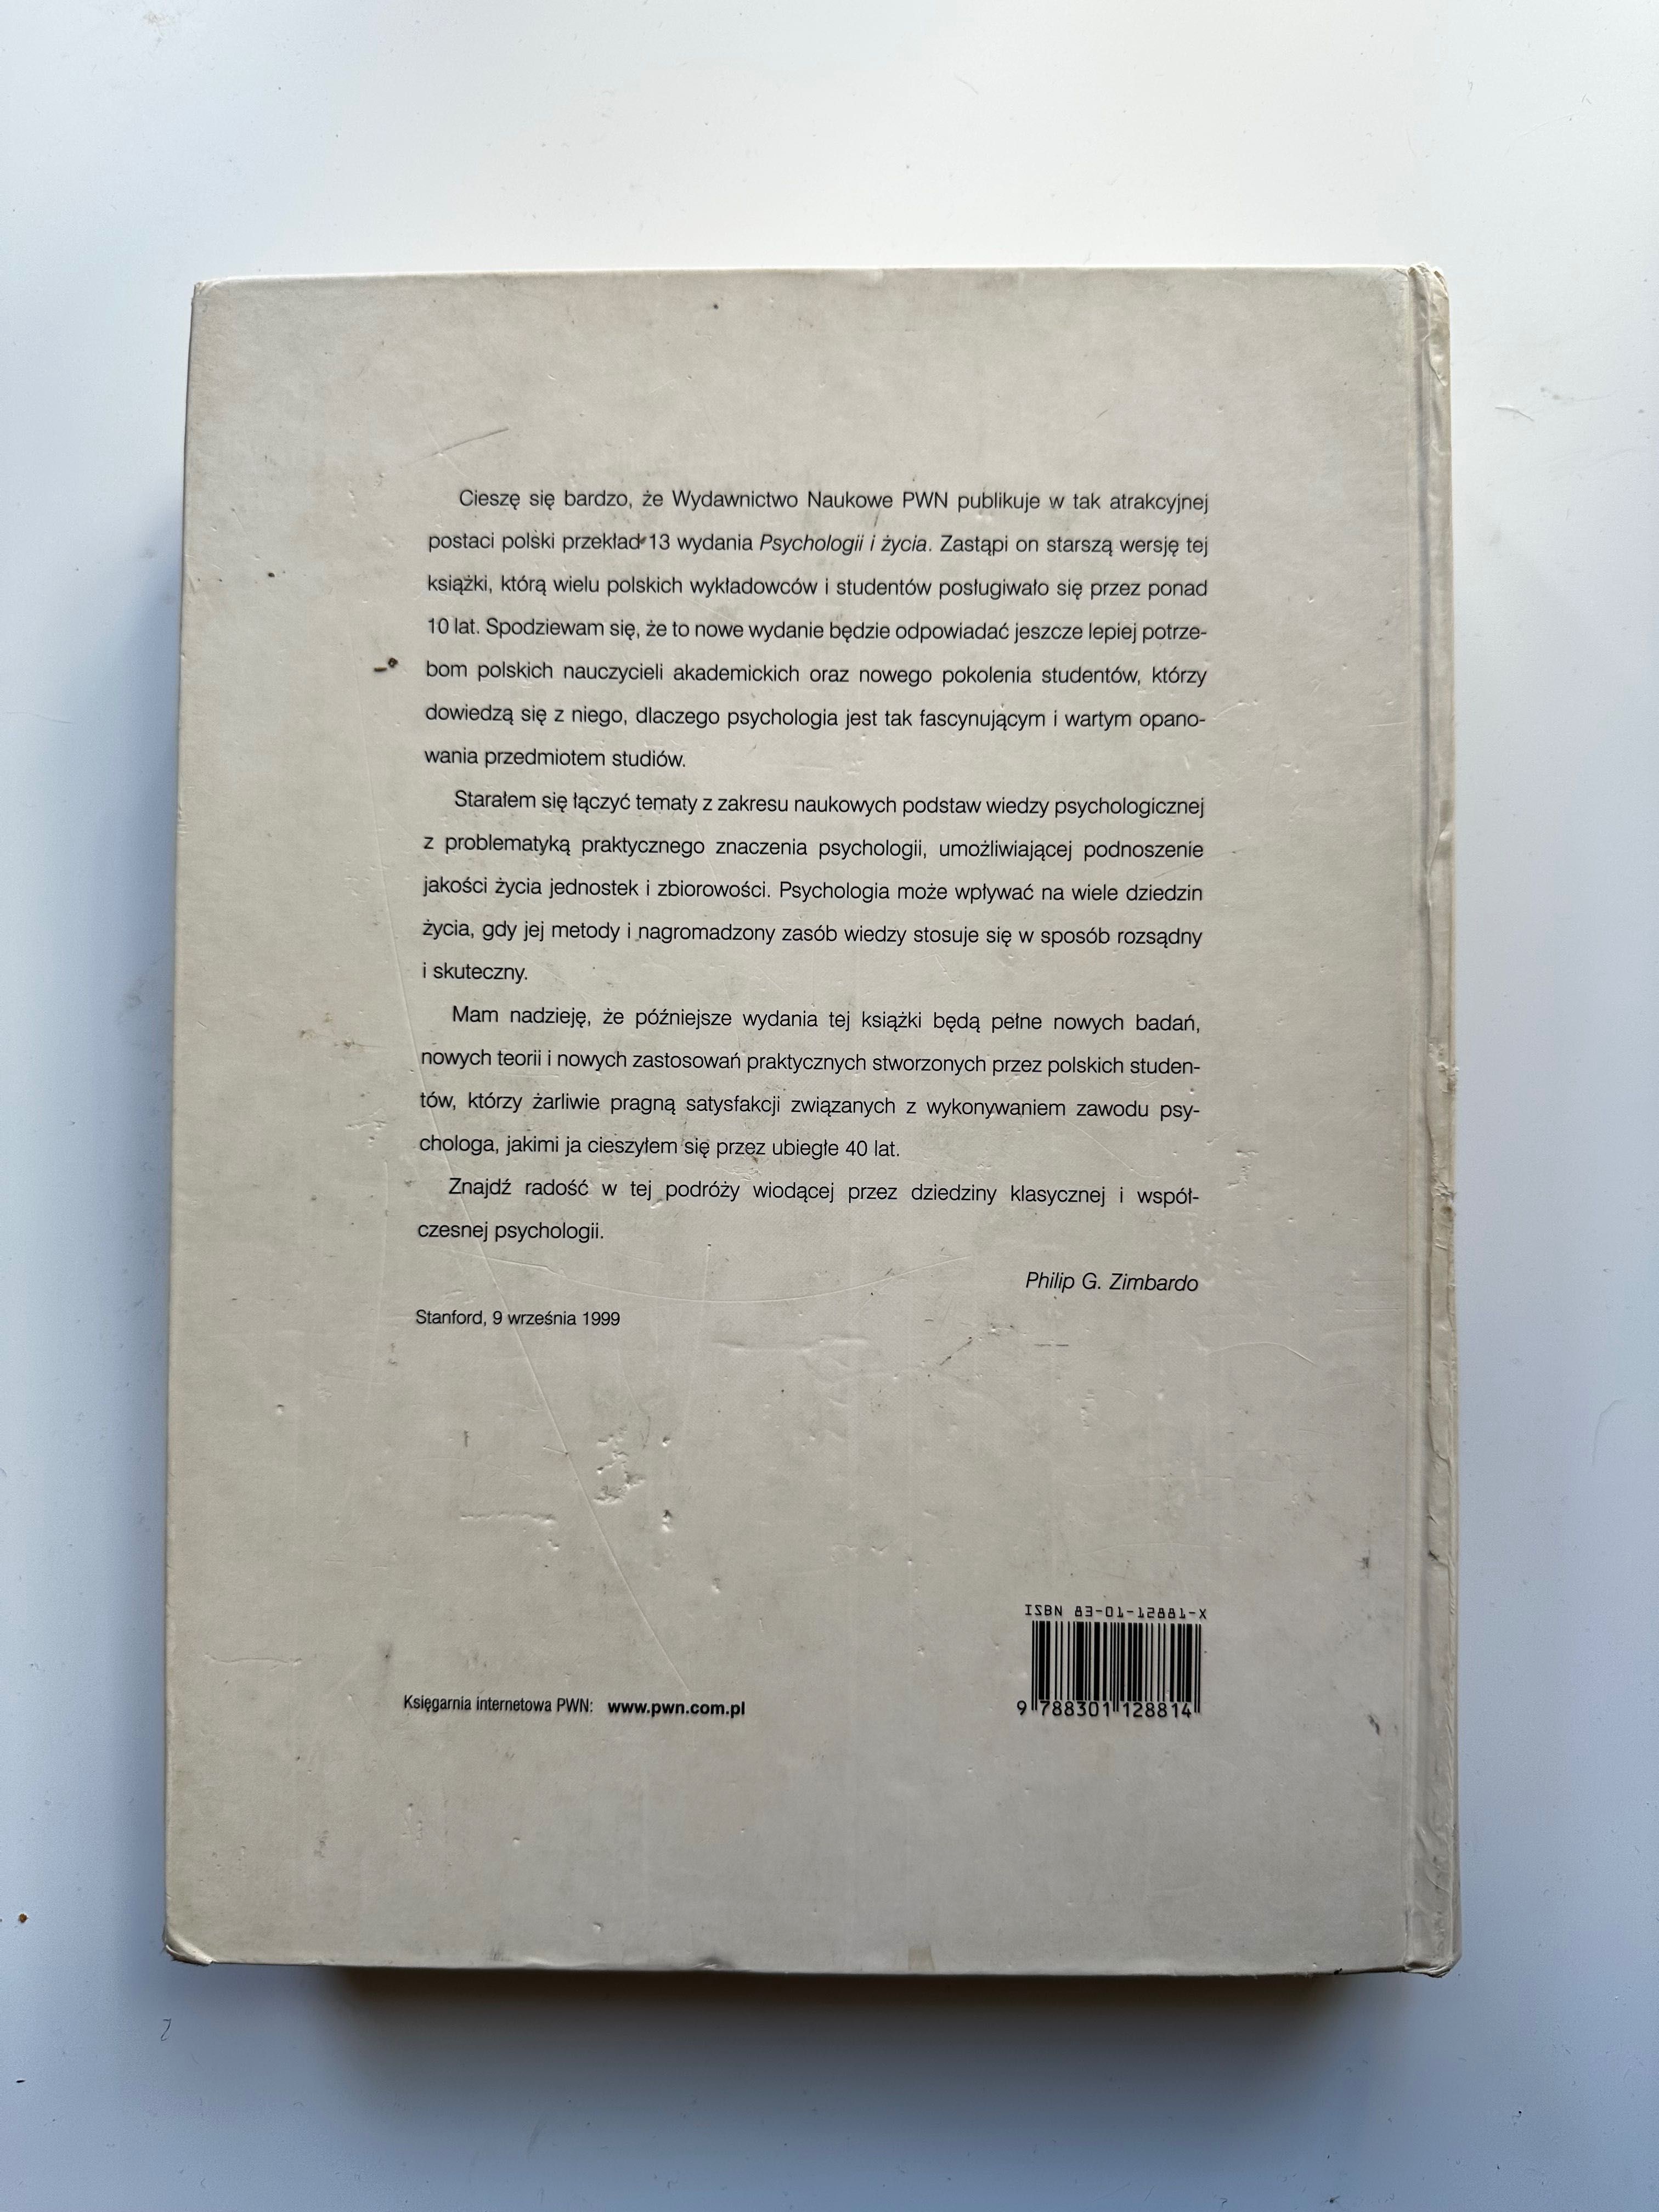 Cieszę się bardzo, że Wydawnictwo Naukowe PWN publikuje w tak atrakcyjnej
postaci polski przekład 13 wydania Psychologii i życia. Zastąpi on starszą wersję tej
książki, którą wielu polskich wykładowców i studentów posługiwało się przez ponad
10 lat. Spodziewam się, że to nowe wydanie będzie odpowiadać jeszcze lepiej potrze-
bom polskich nauczycieli akademickich oraz nowego pokolenia studentów, którzy
dowiedzą się z niego, dlaczego psychologia jest tak fascynującym i wartym opano-
wania przedmiotem studiów.
Starałem się łączyć tematy z zakresu naukowych podstaw wiedzy psychologicznej
z problematyką praktycznego znaczenia psychologii, umożliwiającej podnoszenie
jakości życia jednostek i zbiorowości. Psychologia może wpływać na wiele dziedzin
życia, gdy jej metody i nagromadzony zasób wiedzy stosuje się w sposób rozsądny
i skuteczny.
Mam nadzieję, że późniejsze wydania tej książki będą pełne nowych badań,
nowych teorii i nowych zastosowań praktycznych stworzonych przez polskich studen-
tów, którzy żarliwie pragną satysfakcji związanych z wykonywaniem zawodu psy-
chologa, jakimi ja cieszyłem się przez ubiegłe 40 lat.
Znajdź radość w tej podróży wiodącej przez dziedziny klasycznej i współ-
czesnej psychologii.
Philip G. Zimbardo
Stanford, 9 września 1999
ISBN 83-01-12881-X
Księgarnia internetowa PWN: www.pwn.com.pl
9 788301 128814